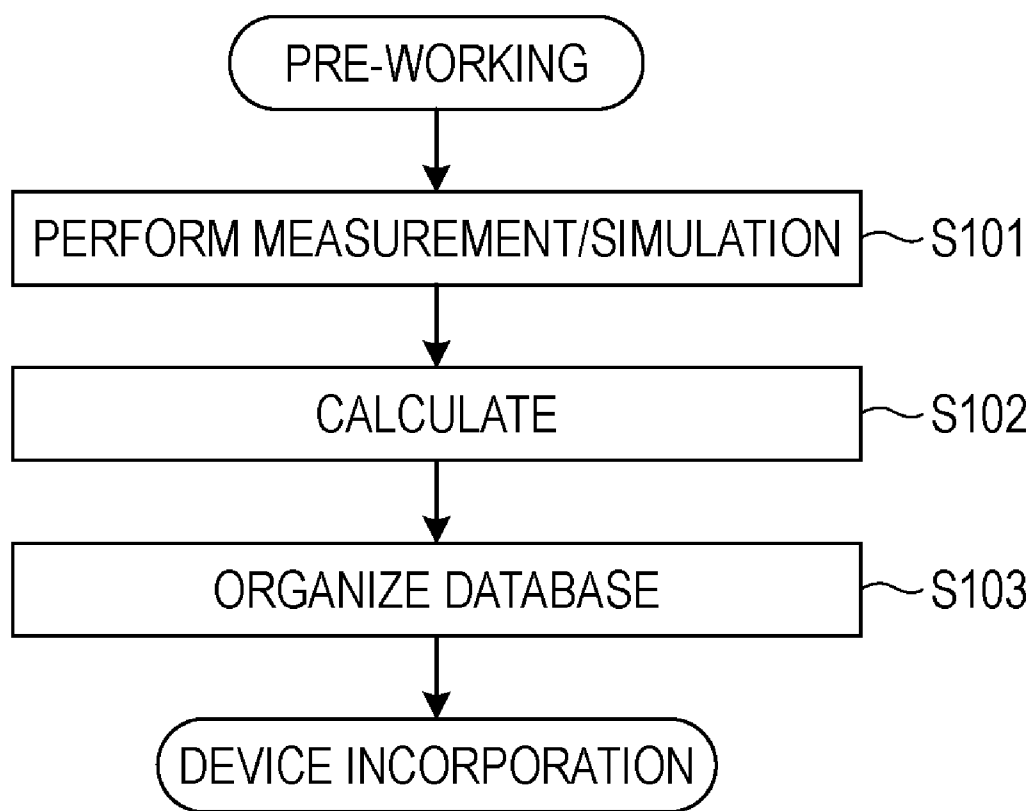 PRE-WORKING
PERFORM MEASUREMENT/SIMULATION S101
CALCULATE S102
ORGANIZE DATABASE S103
DEVICE INCORPORATION